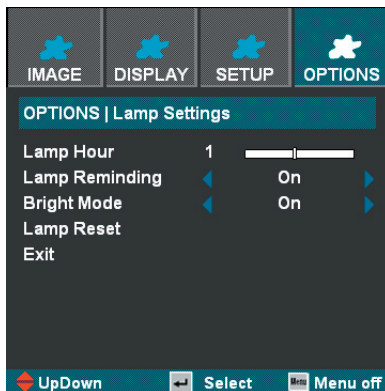 IMAGE DISPLAY SETUP OPTIONS
OPTIONS | Lamp Settings
Lamp Hour 1
Lamp Reminding On
Bright Mode On
Lamp Reset
Exit
UpDown Select Menu Menu off